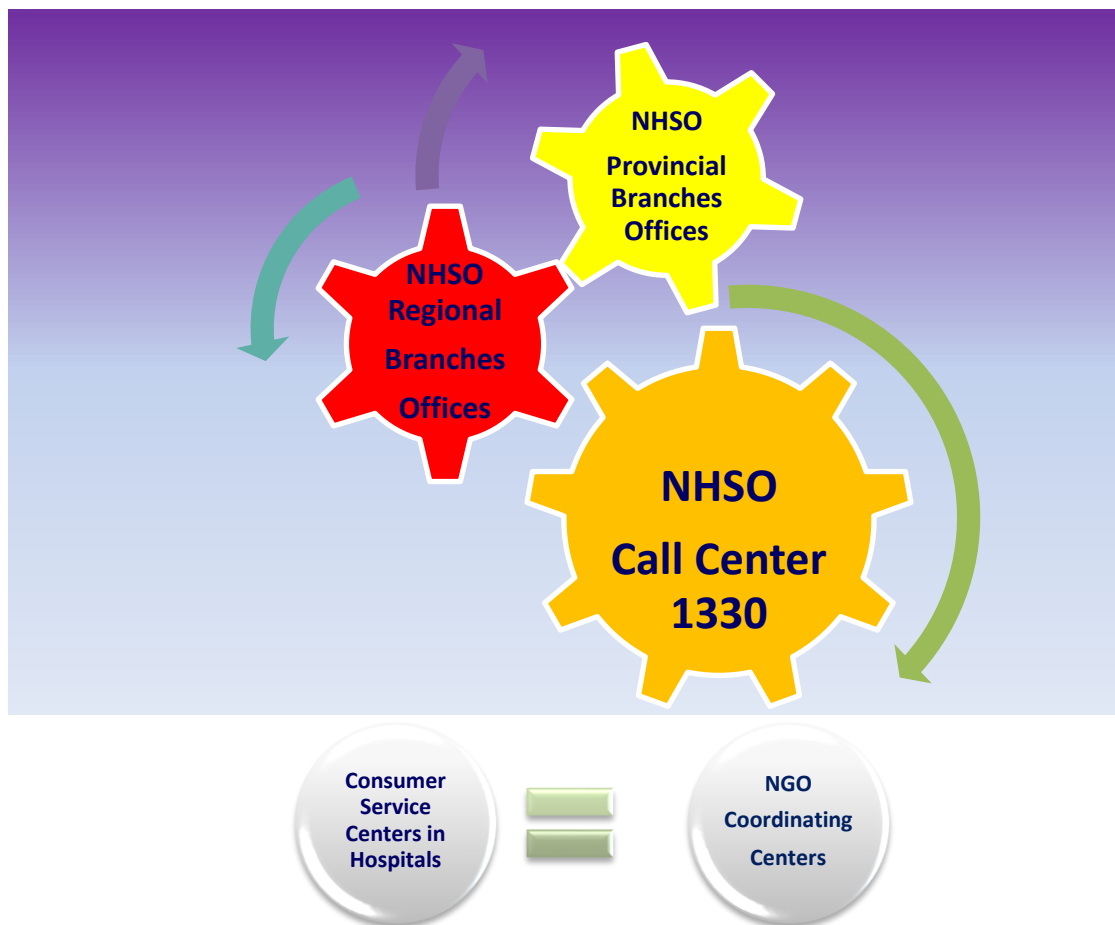 NHSO
Provincial
Branches
Offices
NHSO
Regional
Branches
Offices
NHSO
Call Center
1330
Consumer
Service
Centers in
Hospitals
NGO
Coordinating
Centers